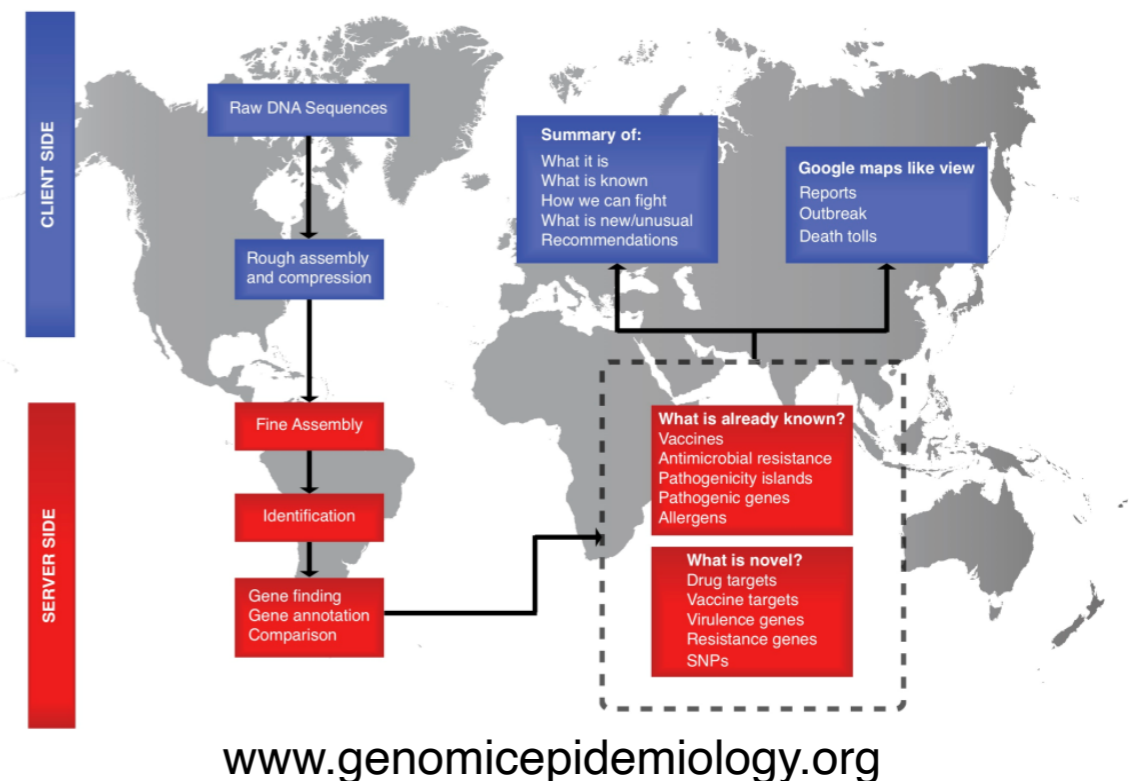 CLIENT SIDE
Raw DNA Sequences
Rough assembly
and compression
Summary of:
What it is
What is known
How we can fight
What is new/unusual
Recommendations
Google maps like view
Reports
Outbreak
Death tolls
SERVER SIDE
Fine Assembly
Identification
Gene finding
Gene annotation
Comparison
What is already known?
Vaccines
Antimicrobial resistance
Pathogenicity islands
Pathogenic genes
Allergens
What is novel?
Drug targets
Vaccine targets
Virulence genes
Resistance genes
SNPs
www.genomicepidemiology.org